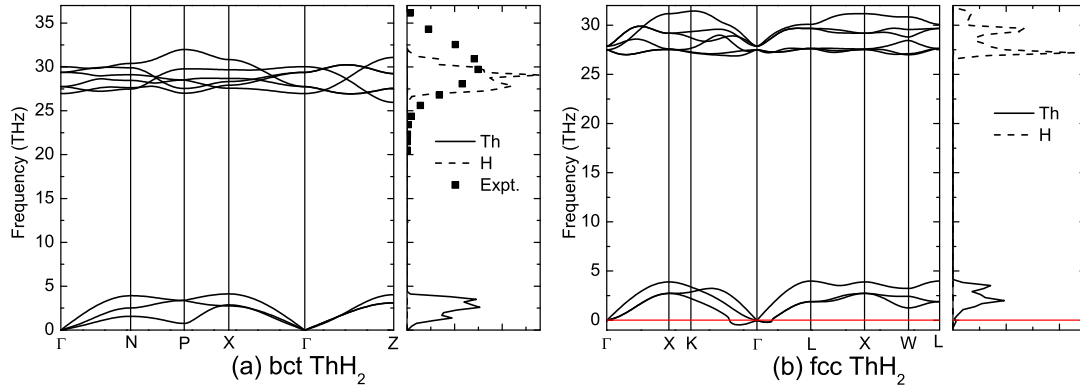 35
30
25
20
15
10
5
0
Frequency (THz)
Th
H
Expt.
Γ N P X Γ Z
(a) bct ThH₂
30
25
20
15
10
5
0
Frequency (THz)
Th
H
Γ X K Γ L X W L
(b) fcc ThH₂